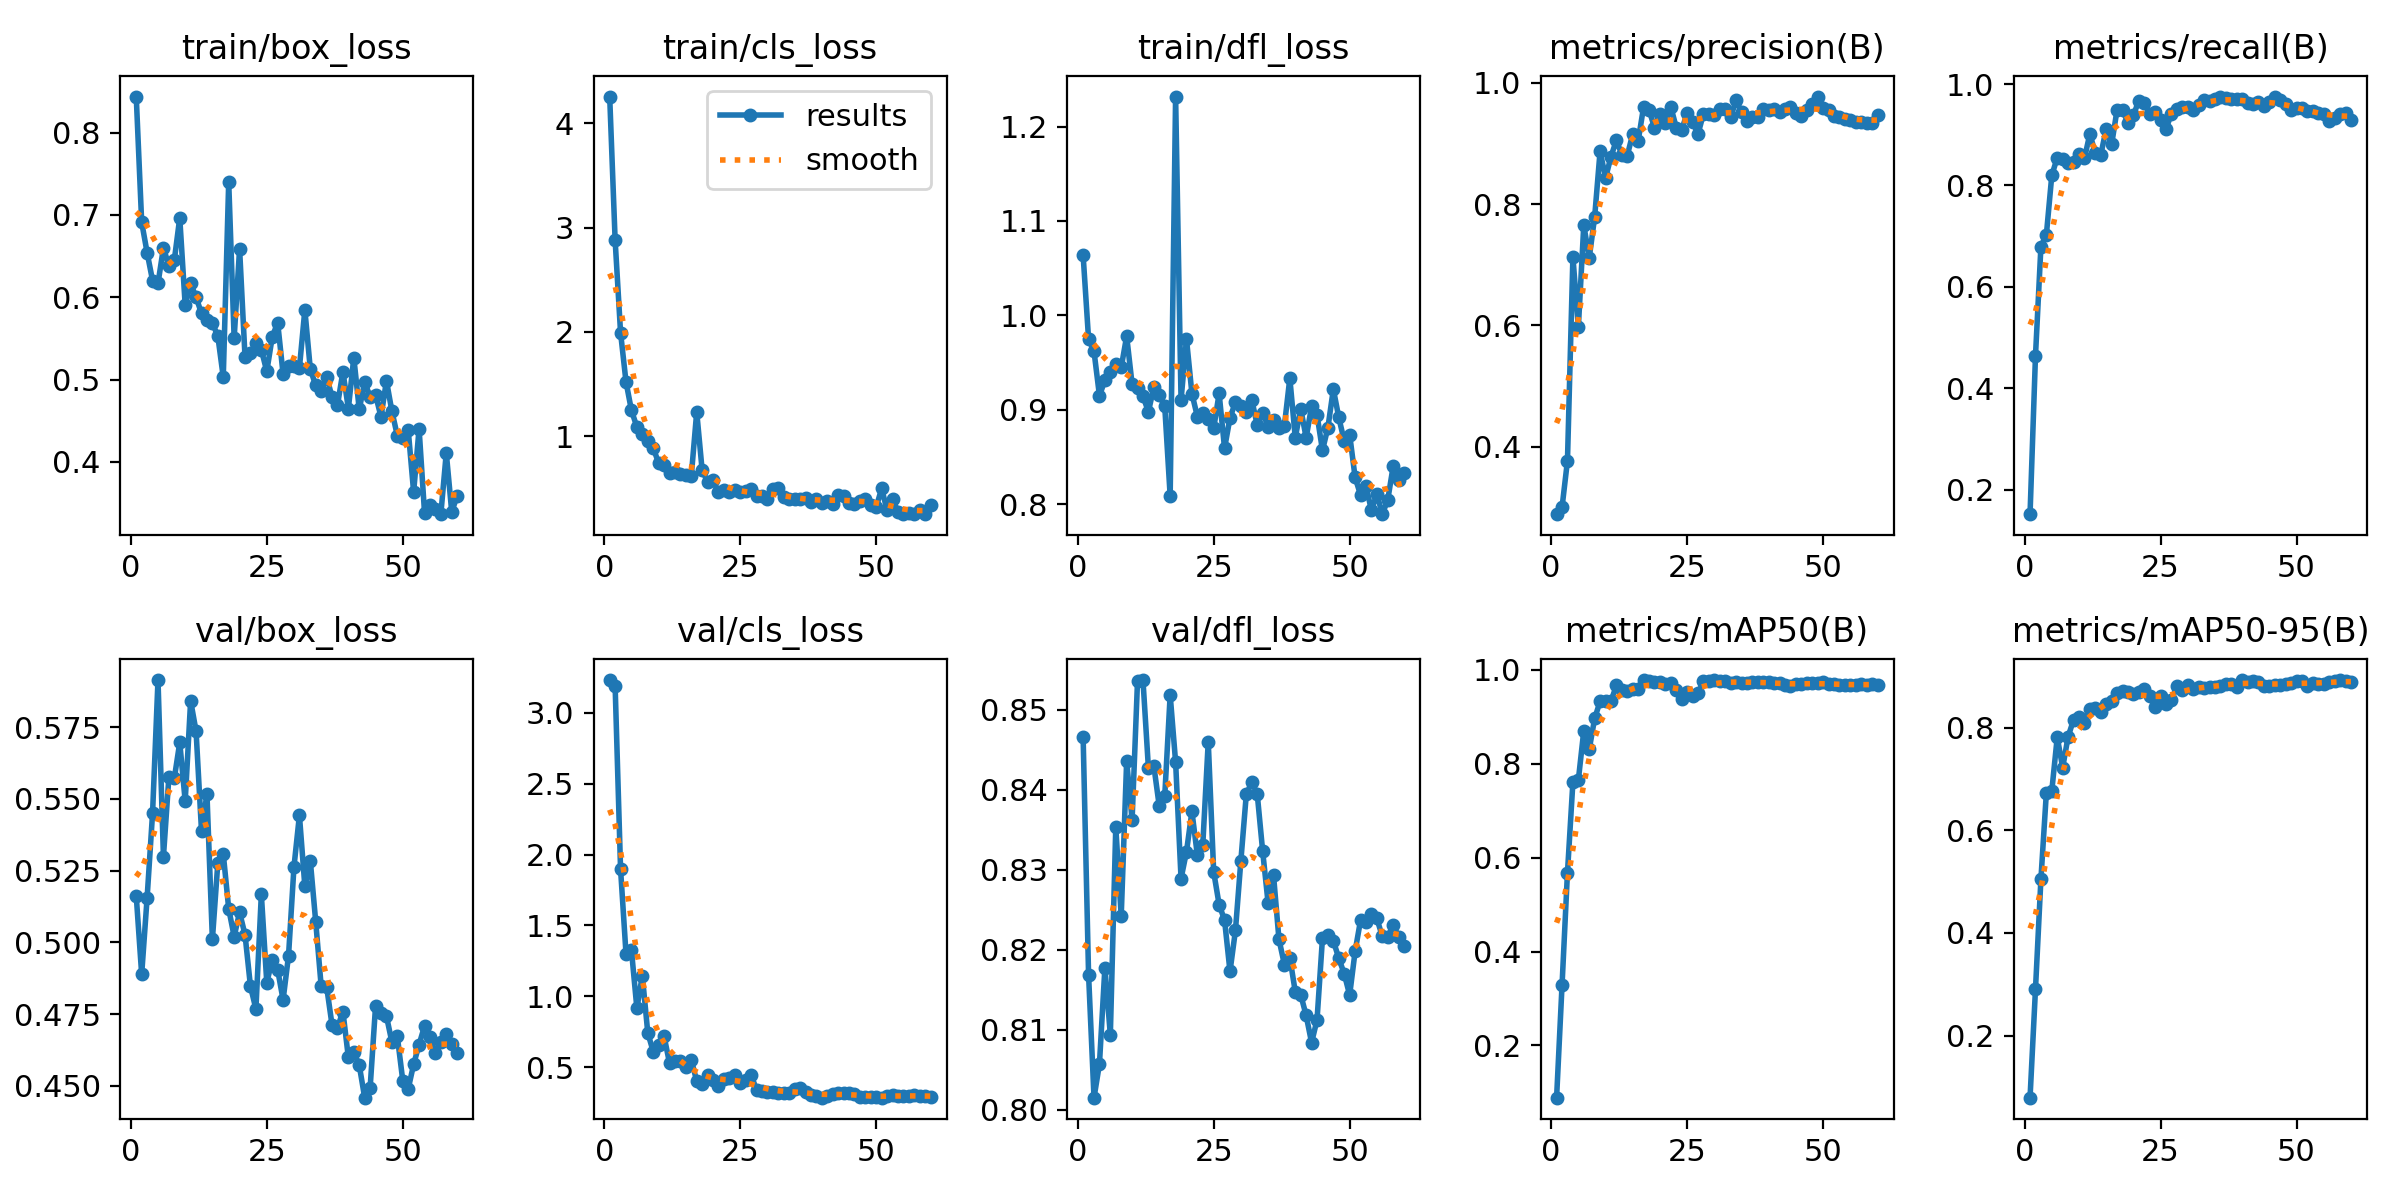 train/box_loss
0.8
0.7
0.6
0.5
0.4
0 25 50
train/cls_loss
results
smooth
4
3
2
1
0 25 50
train/dfl_loss
1.2
1.1
1.0
0.9
0.8
0 25 50
metrics/precision(B)
1.0
0.8
0.6
0.4
0 25 50
metrics/recall(B)
1.0
0.8
0.6
0.4
0.2
0 25 50
val/box_loss
0.575
0.550
0.525
0.500
0.475
0.450
0 25 50
val/cls_loss
3.0
2.5
2.0
1.5
1.0
0.5
0 25 50
val/dfl_loss
0.85
0.84
0.83
0.82
0.81
0.80
0 25 50
metrics/mAP50(B)
1.0
0.8
0.6
0.4
0.2
0 25 50
metrics/mAP50-95(B)
0.8
0.6
0.4
0.2
0 25 50